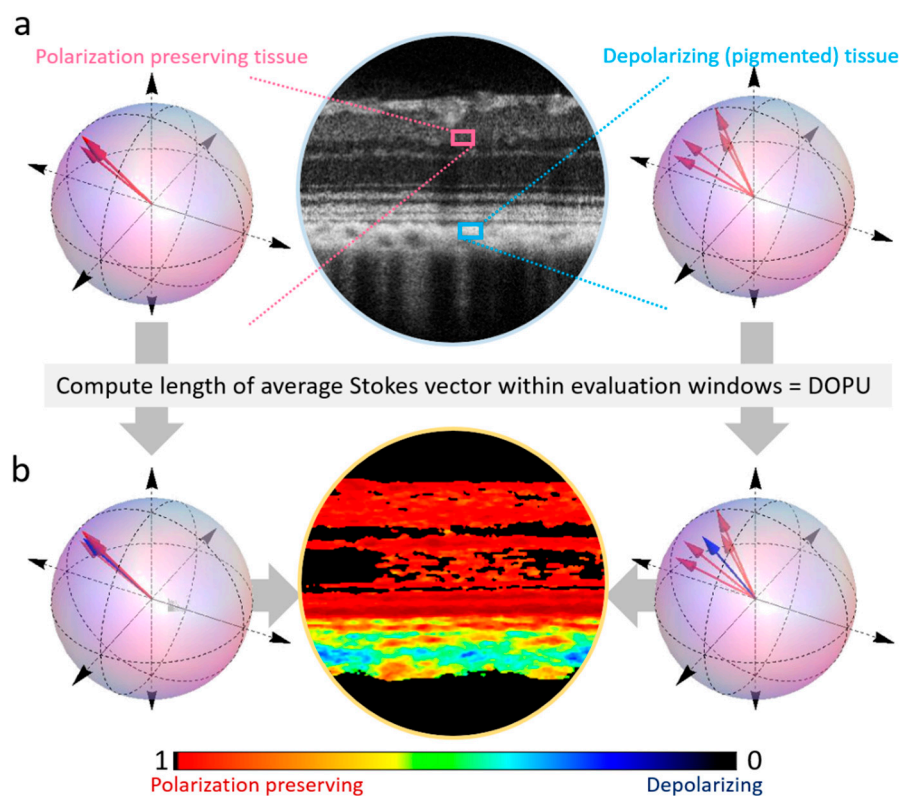 a
Polarization preserving tissue
Depolarizing (pigmented) tissue
Compute length of average Stokes vector within evaluation windows = DOPU
b
1
0
Polarization preserving
Depolarizing